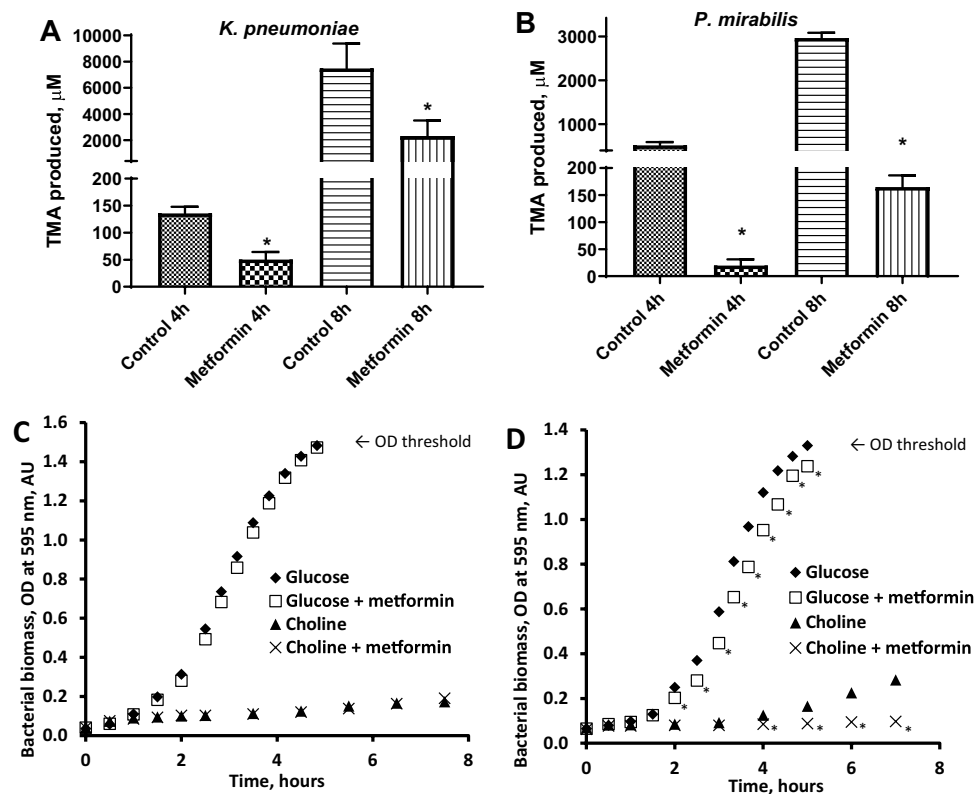 A
K. pneumoniae
TMA produced, μM
10000
8000
6000
4000
2000
200
150
100
50
0
*
*
Control 4h
Metformin 4h
Control 8h
Metformin 8h
B
P. mirabilis
TMA produced, μM
3000
2000
1000
200
150
100
50
0
*
*
Control 4h
Metformin 4h
Control 8h
Metformin 8h
C
Bacterial biomass, OD at 595 nm, AU
1.6
1.4
1.2
1.0
0.8
0.6
0.4
0.2
0.0
← OD threshold
Glucose
Glucose + metformin
Choline
Choline + metformin
0 2 4 6 8
Time, hours
D
Bacterial biomass, OD at 595 nm, AU
1.4
1.2
1.0
0.8
0.6
0.4
0.2
0.0
← OD threshold
Glucose
Glucose + metformin
Choline
Choline + metformin
* * * * * * * *
* * * *
0 2 4 6 8
Time, hours